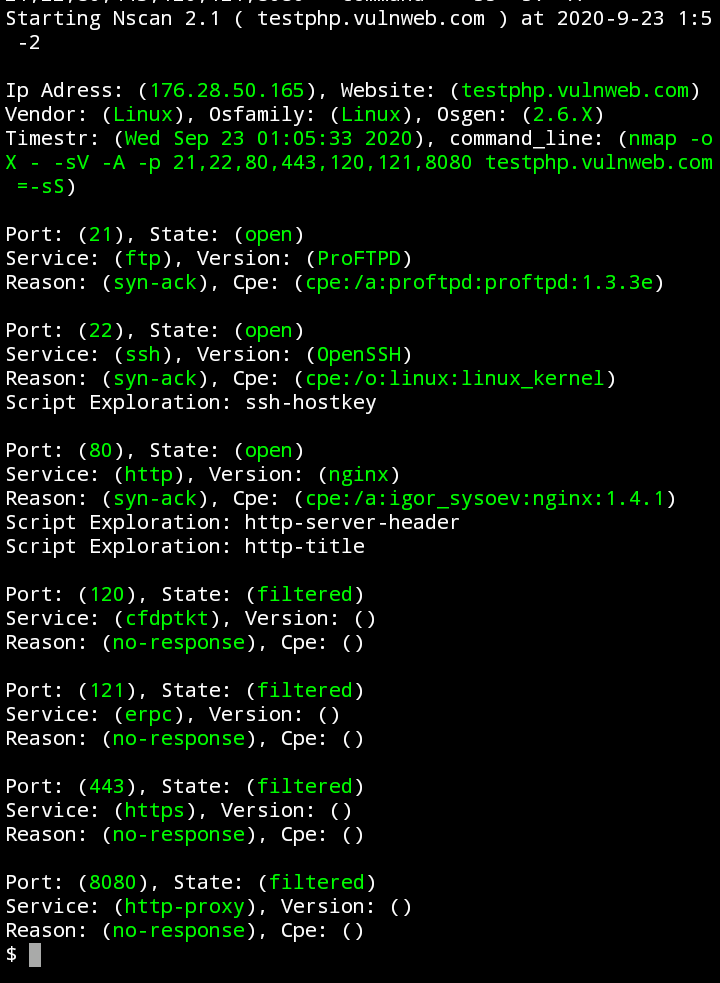 Starting Nscan 2.1 ( testphp.vulnweb.com ) at 2020-9-23 1:5
-2
Ip Adress: (176.28.50.165), Website: (testphp.vulnweb.com)
Vendor: (Linux), Osfamily: (Linux), Osgen: (2.6.X)
Timestr: (Wed Sep 23 01:05:33 2020), command_line: (nmap -o
X - -sV -A -p 21,22,80,443,120,121,8080 testphp.vulnweb.com
=-sS)
Port: (21), State: (open)
Service: (ftp), Version: (ProFTPD)
Reason: (syn-ack), Cpe: (cpe:/a:proftpd:proftpd:1.3.3e)
Port: (22), State: (open)
Service: (ssh), Version: (OpenSSH)
Reason: (syn-ack), Cpe: (cpe:/o:linux:linux_kernel)
Script Exploration: ssh-hostkey
Port: (80), State: (open)
Service: (http), Version: (nginx)
Reason: (syn-ack), Cpe: (cpe:/a:igor_sysoev:nginx:1.4.1)
Script Exploration: http-server-header
Script Exploration: http-title
Port: (120), State: (filtered)
Service: (cfdptkt), Version: ()
Reason: (no-response), Cpe: ()
Port: (121), State: (filtered)
Service: (erpc), Version: ()
Reason: (no-response), Cpe: ()
Port: (443), State: (filtered)
Service: (https), Version: ()
Reason: (no-response), Cpe: ()
Port: (8080), State: (filtered)
Service: (http-proxy), Version: ()
Reason: (no-response), Cpe: ()
$